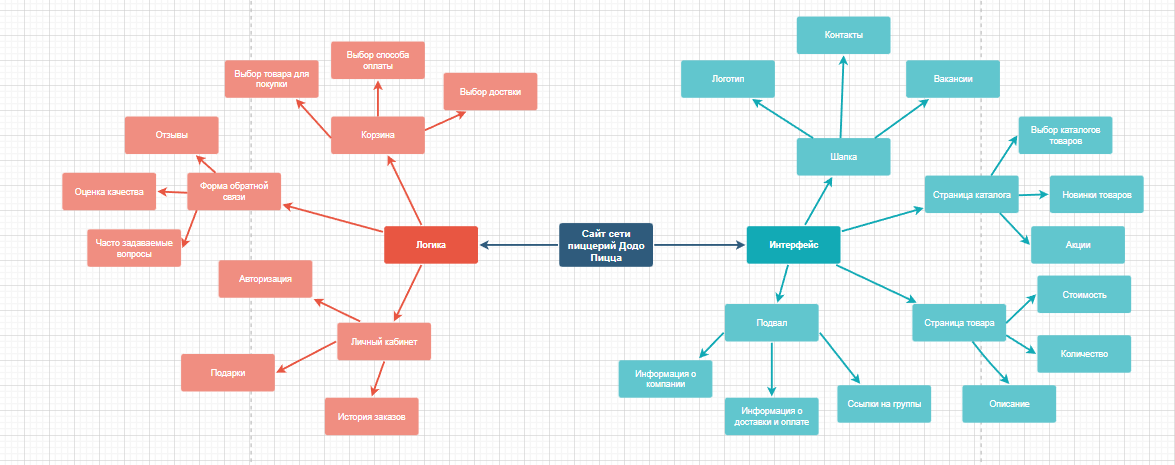 Контакты
Выбор способа
оплаты
Выбор товара для
покупки
Логотип
Вакансии
Выбор доствки
Отзывы
Корзина
Выбор каталогов
товаров
Шапка
Оценка качества
Форма обратной
связи
Страница каталога
Новинки товаров
Часто задаваемые
вопросы
Логика
Сайт сети
пиццерий Додо
Пицца
Интерфейс
Акции
Авторизация
Стоимость
Подвал
Страница товара
Личный кабинет
Количество
Подарки
Информация о
компании
История заказов
Информация о
доставки и оплате
Ссылки на группы
Описание